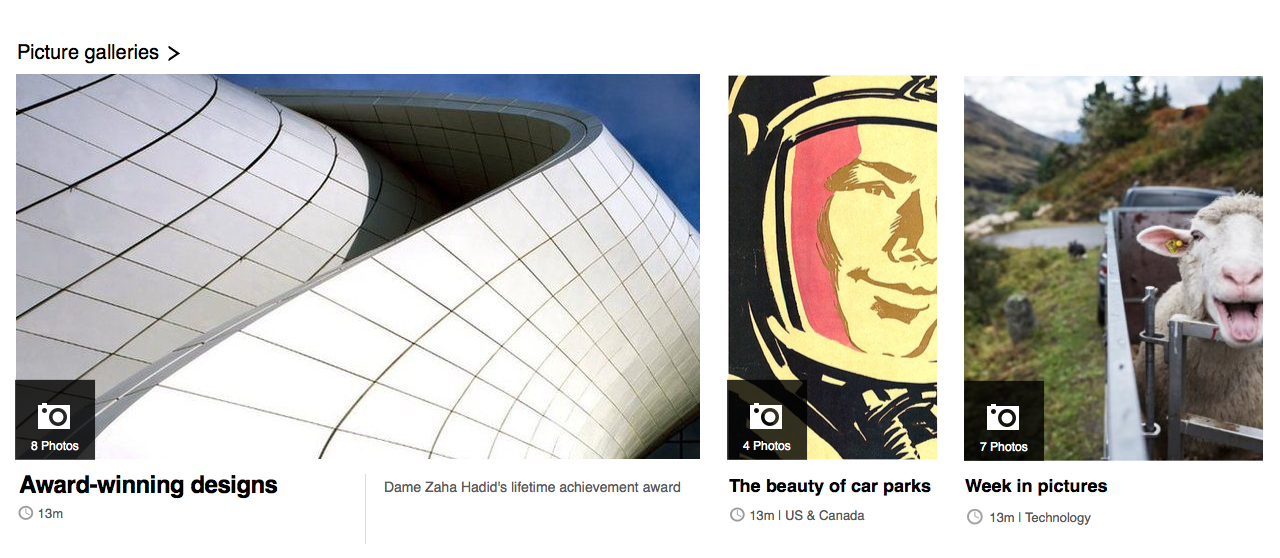 Picture galleries >
8 Photos
Award-winning designs
13m
Dame Zaha Hadid's lifetime achievement award
4 Photos
The beauty of car parks
13m | US & Canada
7 Photos
Week in pictures
13m | Technology